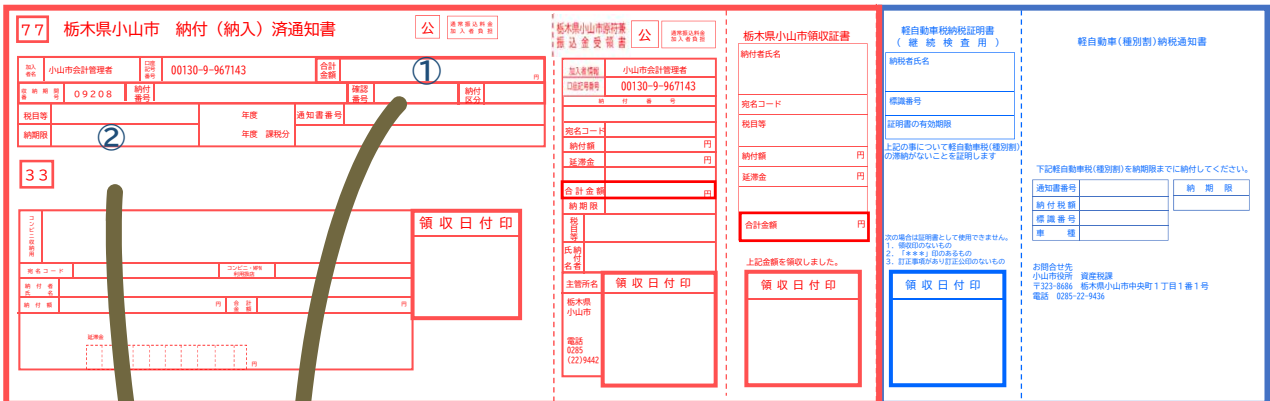 77 栃木県小山市 納付（納入）済通知書 公 通常振込料金加入者負担
加入者名 小山市会計管理者 口座記号番号 00130-9-967143 合計金額 ① 円
09208 納付番号 確認番号 納付区分
税目等 年度 通知書番号
納期限 ② 年度 課税分
33
コンビニ収納用
領収日付印
宛名コード コンビニ・MPN利用期限
納付者氏名
納付額 円 合計金額 円
延滞金 円
栃木県小山市原符兼振込金受領書 公 通常振込料金加入者負担
加入者情報 小山市会計管理者
口座記号番号 00130-9-967143
納付番号
宛名コード
納付額 円
延滞金 円
合計金額 円
納期限
税目等
氏納付名者
主管所名 領収日付印
栃木県
小山市
電話
0285
(22)9442
栃木県小山市領収証書
納付者氏名
宛名コード
税目等
納付額 円
延滞金 円
合計金額 円
上記金額を領収しました。
領収日付印
軽自動車税納税証明書
（継続検査用）
納税者氏名
標識番号
証明書の有効期限
上記の事について軽自動車税(種別割)
の滞納がないことを証明します
次の場合は証明書として使用できません。
1. 領収印のないもの
2. 「＊＊＊」印のあるもの
3. 訂正事項があり訂正公印のないもの
領収日付印
軽自動車(種別割)納税通知書
下記軽自動車税(種別割)を納期限までに納付してください。
通知書番号 納期限
納付税額
標識番号
車種
お問合せ先
小山市役所 資産税課
〒323-8686 栃木県小山市中央町1丁目1番1号
電話 0285-22-9436